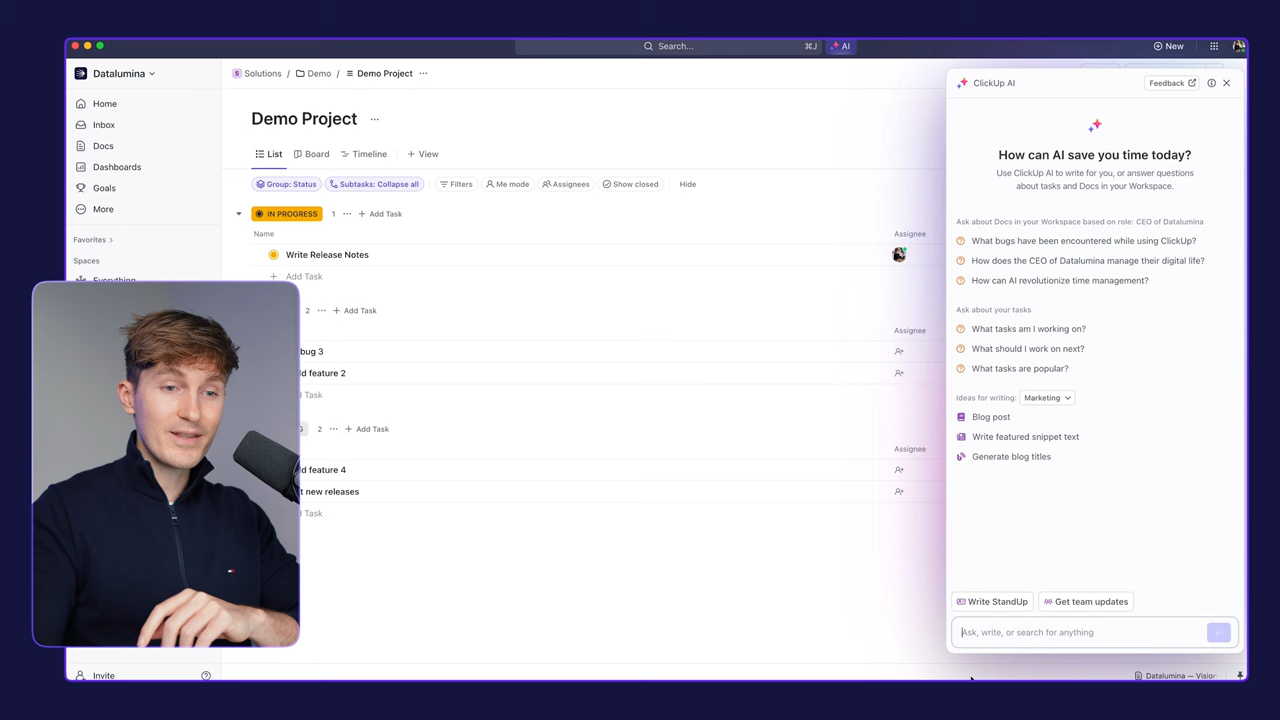 Search...
⌘J
AI
New
Datalumina
Solutions / Demo / Demo Project ...
Home
Inbox
Docs
Dashboards
Goals
More
Favorites
Spaces
Demo Project ...
List
Board
Timeline
+ View
Group: Status
Subtasks: Collapse all
Filters
Me mode
Assignees
Show closed
Hide
IN PROGRESS 1 ... + Add Task
Name
Assignee
Write Release Notes
+ Add Task
2 ... + Add Task
Assignee
bug 3
feature 2
Task
2 ... + Add Task
Assignee
feature 4
new releases
Task
Invite
ClickUp AI
Feedback
How can AI save you time today?
Use ClickUp AI to write for you, or answer questions
about tasks and Docs in your Workspace.
Ask about Docs in your Workspace based on role: CEO of Datalumina
What bugs have been encountered while using ClickUp?
How does the CEO of Datalumina manage their digital life?
How can AI revolutionize time management?
Ask about your tasks
What tasks am I working on?
What should I work on next?
What tasks are popular?
Ideas for writing: Marketing
Blog post
Write featured snippet text
Generate blog titles
Write StandUp
Get team updates
Ask, write, or search for anything
Datalumina — Vision